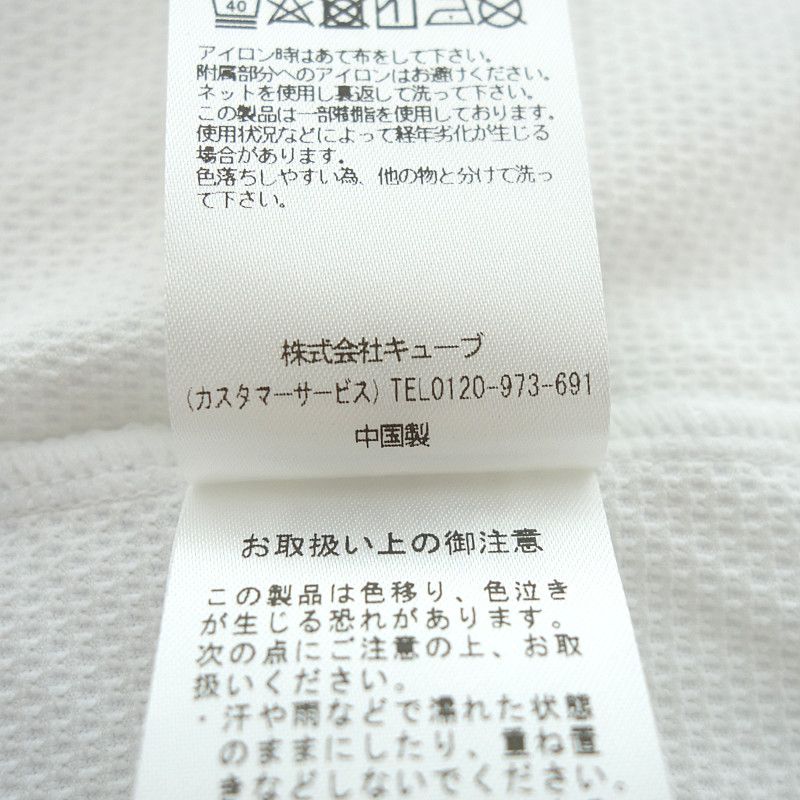 40
アイロン時はあて布をして下さい。
附属部分へのアイロンはお避けください。
ネットを使用し裏返して洗って下さい。
この製品は一部樹脂を使用しております。
使用状況などによって経年劣化が生じる
場合があります。
色落ちしやすい為、他の物と分けて洗っ
て下さい。
株式会社キューブ
(カスタマーサービス) TEL0120-973-691
中国製
お取扱い上の御注意
この製品は色移り、色泣き
が生じる恐れがあります。
次の点にご注意の上、お取
扱いください。
・汗や雨などで濡れた状態
のままにしたり、重ね置
きなどしないでください。